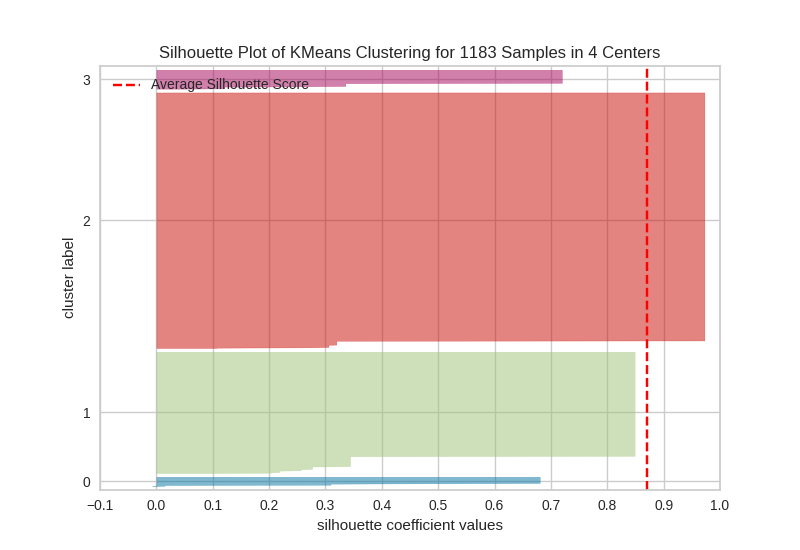 Silhouette Plot of KMeans Clustering for 1183 Samples in 4 Centers
Average Silhouette Score
cluster label
3
2
1
0
−0.1 0.0 0.1 0.2 0.3 0.4 0.5 0.6 0.7 0.8 0.9 1.0
silhouette coefficient values